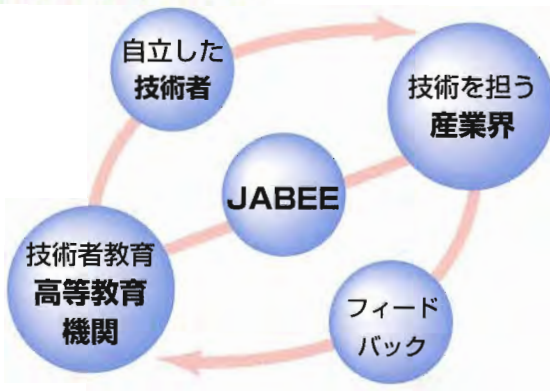 自立した
技術者
技術を担う
産業界
JABEE
技術者教育
高等教育
機関
フィード
バック